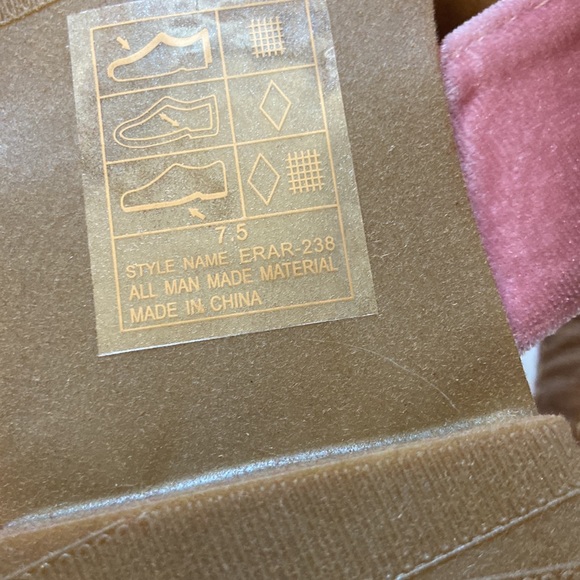 7.5
STYLE NAME: ERAR-238
ALL MAN MADE MATERIAL
MADE IN CHINA